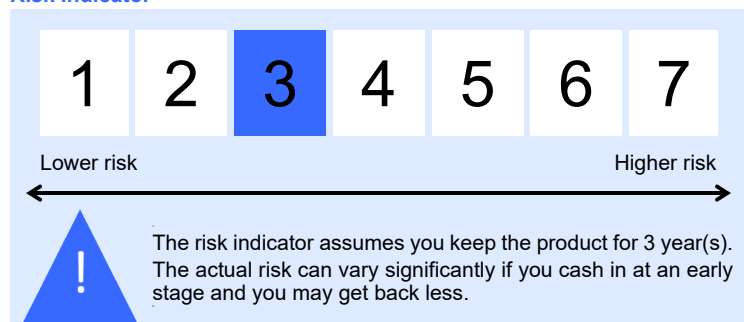 Risk Indicator
1 2 3 4 5 6 7
Lower risk Higher risk
!
The risk indicator assumes you keep the product for 3 year(s).
The actual risk can vary significantly if you cash in at an early
stage and you may get back less.